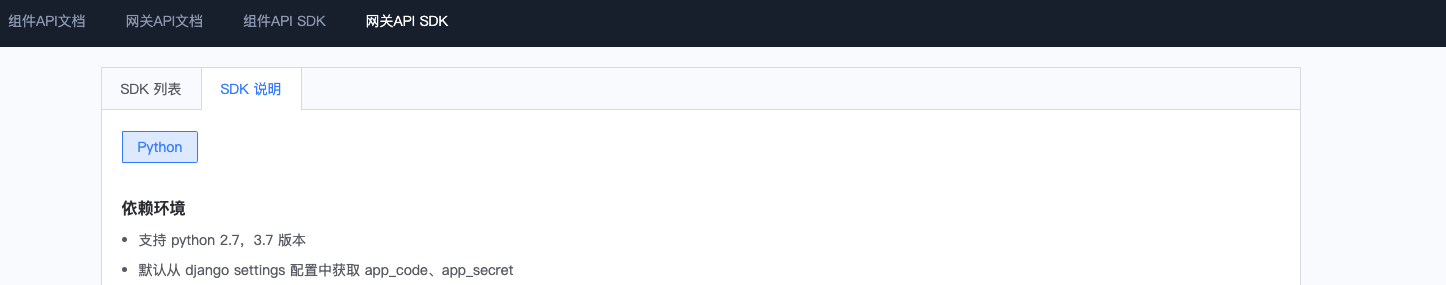 组件API文档 网关API文档 组件API SDK 网关API SDK
SDK 列表 SDK 说明
Python
依赖环境
支持 python 2.7，3.7 版本
默认从 django settings 配置中获取 app_code、app_secret